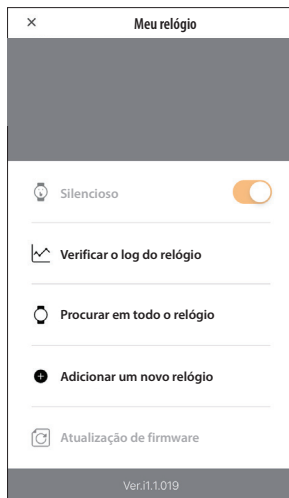 Meu relógio
Silencioso
Verificar o log do relógio
Procurar em todo o relógio
Adicionar um novo relógio
Atualização de firmware
Ver.i1.1.019